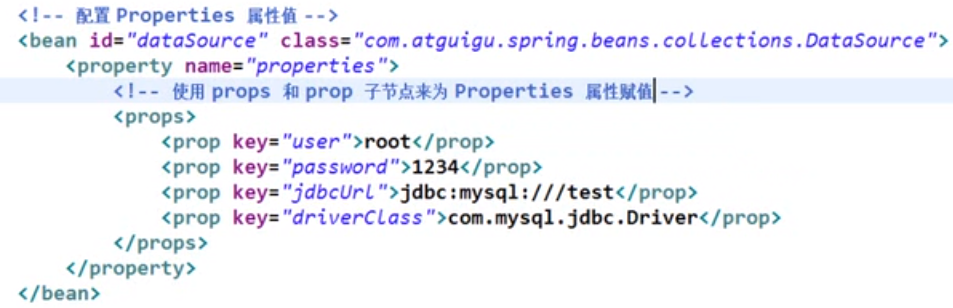 <!-- 配置 Properties 属性值 -->
<bean id="dataSource" class="com.atguigu.spring.beans.collections.DataSource">
<property name="properties">
<!-- 使用 props 和 prop 子节点来为 Properties 属性赋值 -->
<props>
<prop key="user">root</prop>
<prop key="password">1234</prop>
<prop key="jdbcUrl">jdbc:mysql:///test</prop>
<prop key="driverClass">com.mysql.jdbc.Driver</prop>
</props>
</property>
</bean>